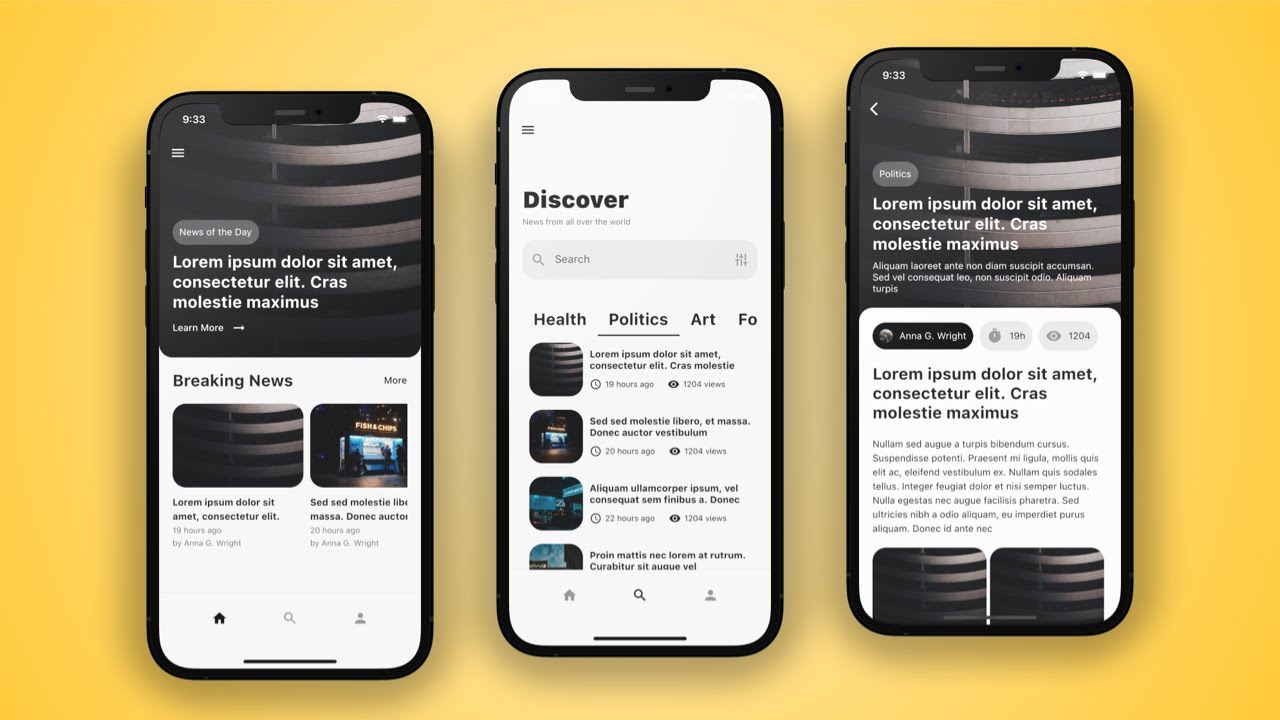 9:33
News of the Day
Lorem ipsum dolor sit amet,
consectetur elit. Cras
molestie maximus
Learn More
Breaking News
More
FISH & CHIPS
Lorem ipsum dolor sit
amet, consectetur elit.
19 hours ago
by Anna G. Wright
Sed sed molestie libe
massa. Donec auctor
20 hours ago
by Anna G. Wright
Discover
News from all over the world
Search
Health
Politics
Art
Fo
Lorem ipsum dolor sit amet,
consectetur elit. Cras molestie
19 hours ago
1204 views
Sed sed molestie libero, et massa.
Donec auctor vestibulum
20 hours ago
1204 views
Aliquam ullamcorper ipsum, vel
consequat sem finibus a. Donec
22 hours ago
1204 views
Proin mattis nec lorem at rutrum.
Curabitur sit augue vel
9:33
Politics
Lorem ipsum dolor sit amet,
consectetur elit. Cras
molestie maximus
Aliquam laoreet ante non diam suscipit accumsan.
Sed vel consequat leo, non suscipit odio. Aliquam
turpis
Anna G. Wright
19h
1204
Lorem ipsum dolor sit amet,
consectetur elit. Cras
molestie maximus
Nullam sed augue a turpis bibendum cursus.
Suspendisse potenti. Praesent mi ligula, mollis quis
elit ac, eleifend vestibulum ex. Nullam quis sodales
tellus. Integer feugiat dolor et nisi semper luctus.
Nulla egestas nec augue facilisis pharetra. Sed
ultricies nibh a odio aliquam, eu imperdiet purus
aliquam. Donec id ante nec